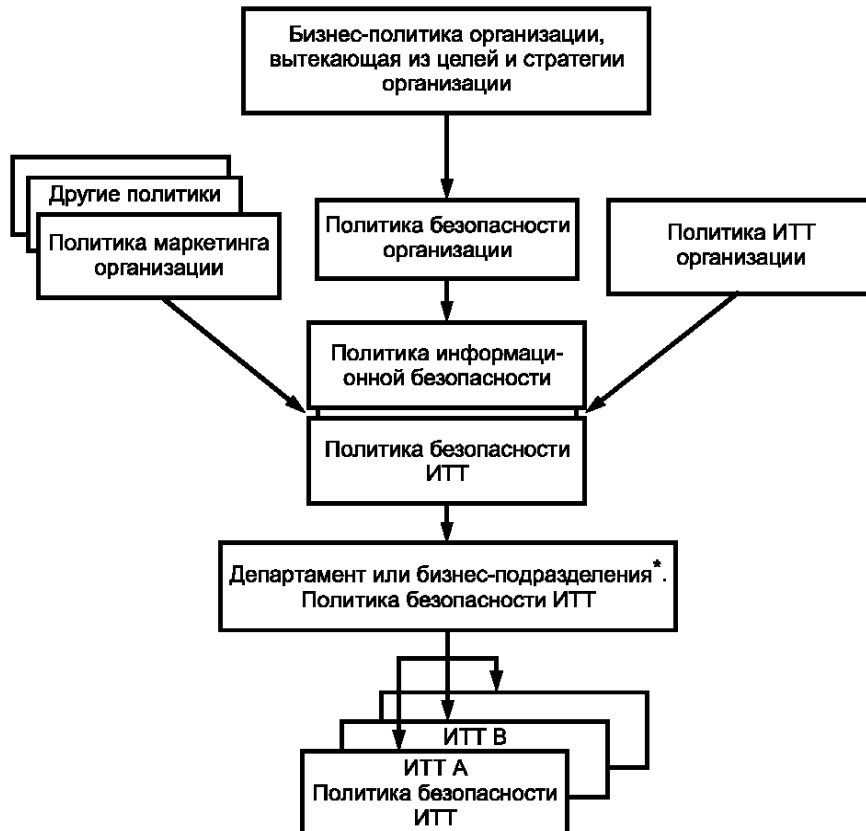 Бизнес-политика организации,
вытекающая из целей и стратегии
организации
Другие политики
Политика маркетинга
организации
Политика безопасности
организации
Политика ИТТ
организации
Политика информаци-
онной безопасности
Политика безопасности
ИТТ
Департамент или бизнес-подразделения*.
Политика безопасности ИТТ
ИТТ В
ИТТ А
Политика безопасности
ИТТ